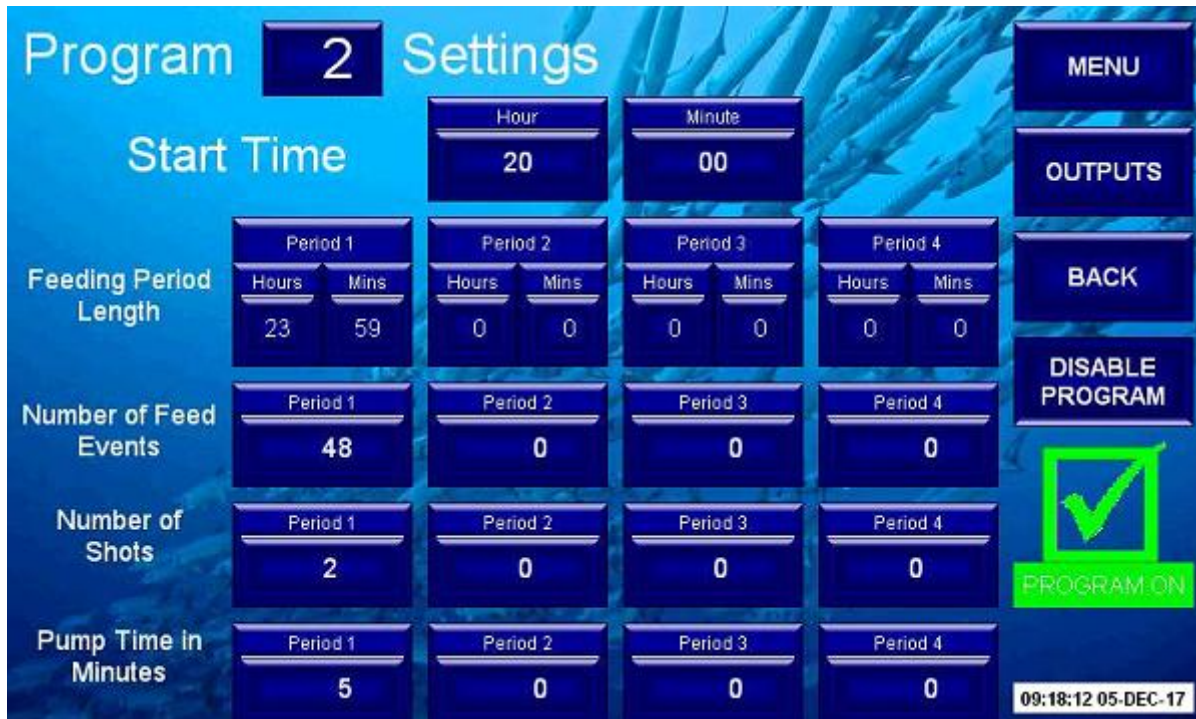 Program 2 Settings
MENU
Start Time
Hour Minute
20 00
OUTPUTS
Feeding Period
Length
Period 1 Period 2 Period 3 Period 4
Hours Mins Hours Mins Hours Mins Hours Mins
23 59 0 0 0 0 0 0
BACK
DISABLE
PROGRAM
Number of Feed
Events
Period 1 Period 2 Period 3 Period 4
48 0 0 0
Number of
Shots
Period 1 Period 2 Period 3 Period 4
2 0 0 0
PROGRAM ON
Pump Time in
Minutes
Period 1 Period 2 Period 3 Period 4
5 0 0 0
09:18:12 05-DEC-17